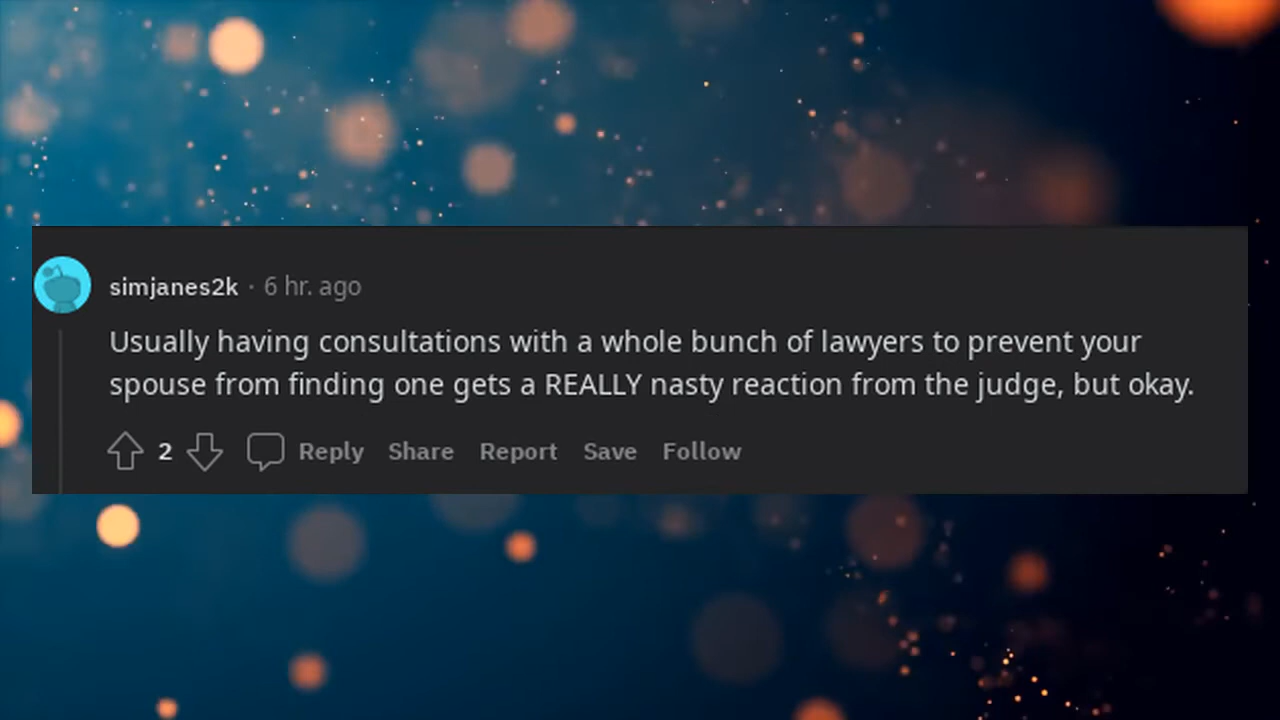 simjanes2k · 6 hr. ago
Usually having consultations with a whole bunch of lawyers to prevent your
spouse from finding one gets a REALLY nasty reaction from the judge, but okay.
2 Reply Share Report Save Follow